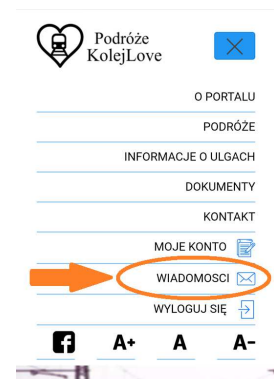 Podróże
KolejLove
O PORTALU
PODRÓŻE
INFORMACJE O ULGACH
DOKUMENTY
KONTAKT
MOJE KONTO
WIADOMOSCI
WYLOGUJ SIĘ
A+ A A-